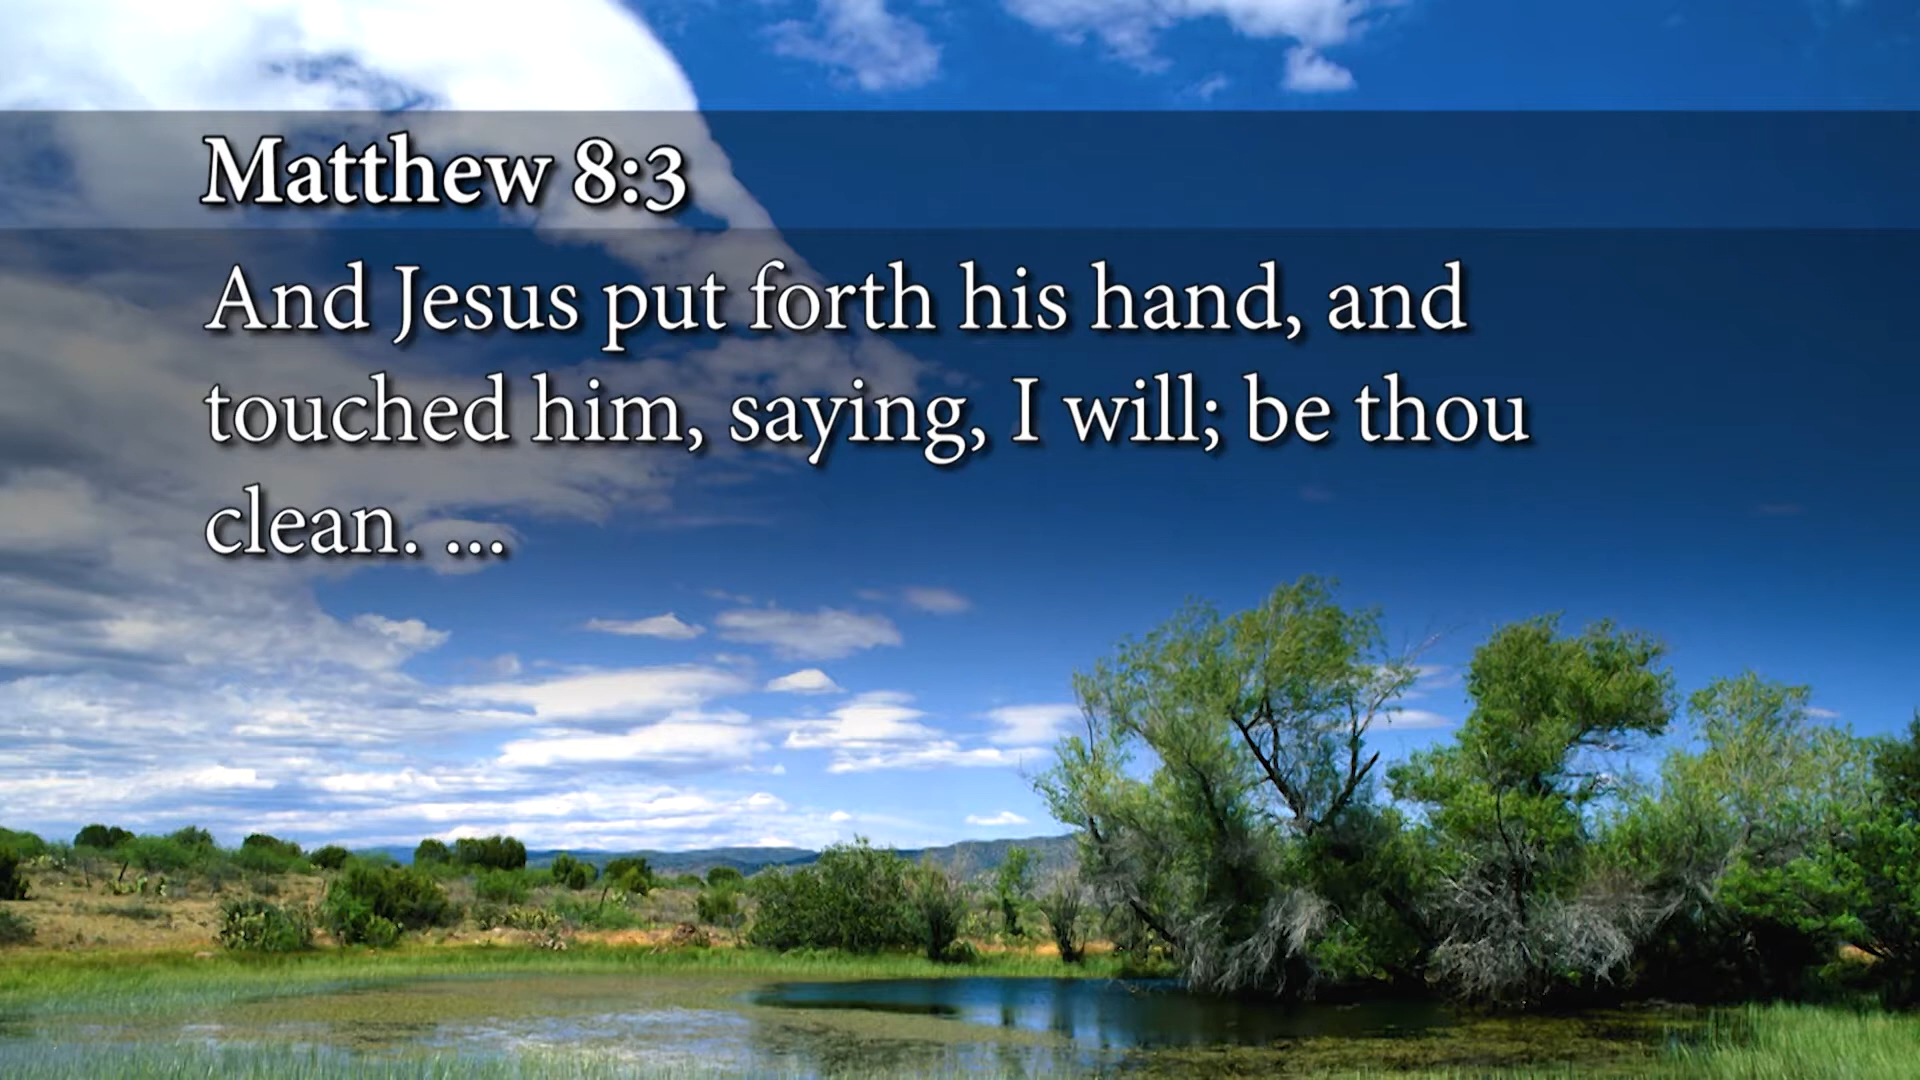 Matthew 8:3
And Jesus put forth his hand, and
touched him, saying, I will; be thou
clean. ...